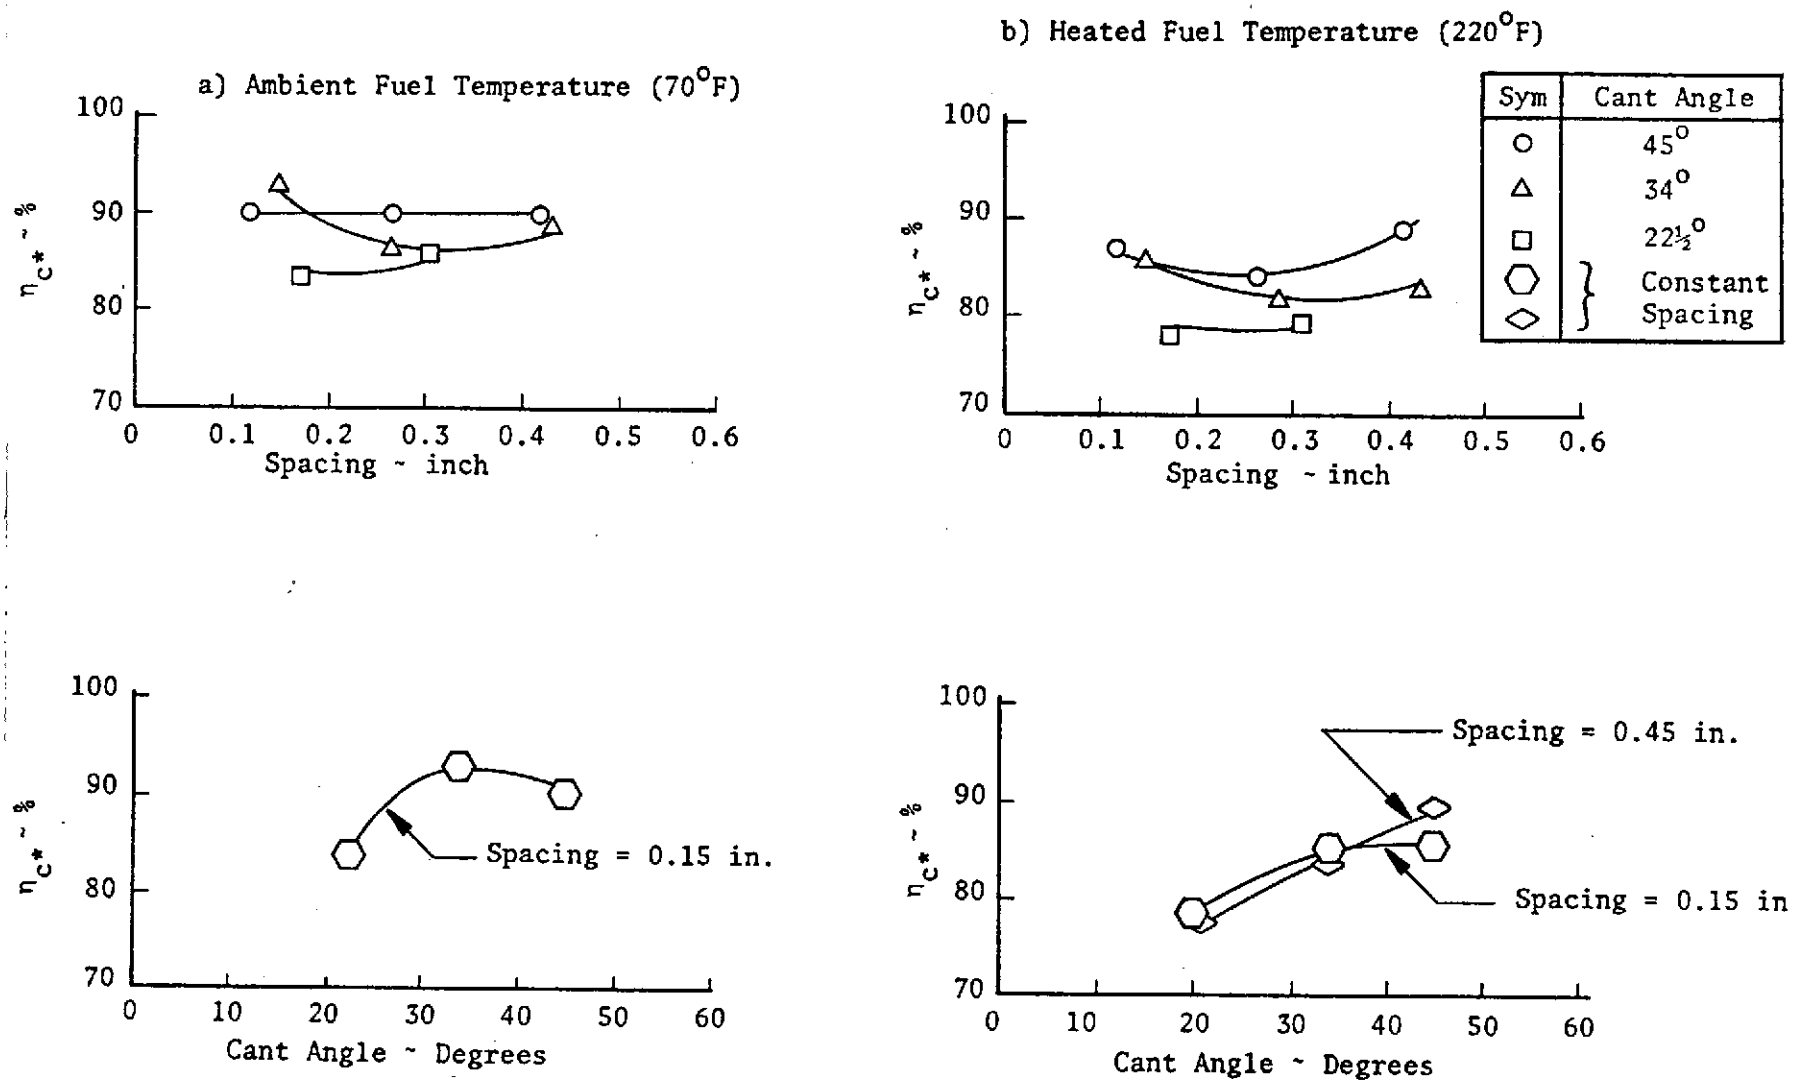 b) Heated Fuel Temperature (220°F)
a) Ambient Fuel Temperature (70°F)
100
90
80
70
ηc* ~ %
0 0.1 0.2 0.3 0.4 0.5 0.6
Spacing ~ inch
100
90
80
70
ηc* ~ %
0 0.1 0.2 0.3 0.4 0.5 0.6
Spacing ~ inch
Sym Cant Angle
45°
34°
22½°
} Constant
Spacing
100
90
80
70
ηc* ~ %
Spacing = 0.15 in.
0 10 20 30 40 50 60
Cant Angle ~ Degrees
100
90
80
70
ηc* ~ %
Spacing = 0.45 in.
Spacing = 0.15 in
0 10 20 30 40 50 60
Cant Angle ~ Degrees